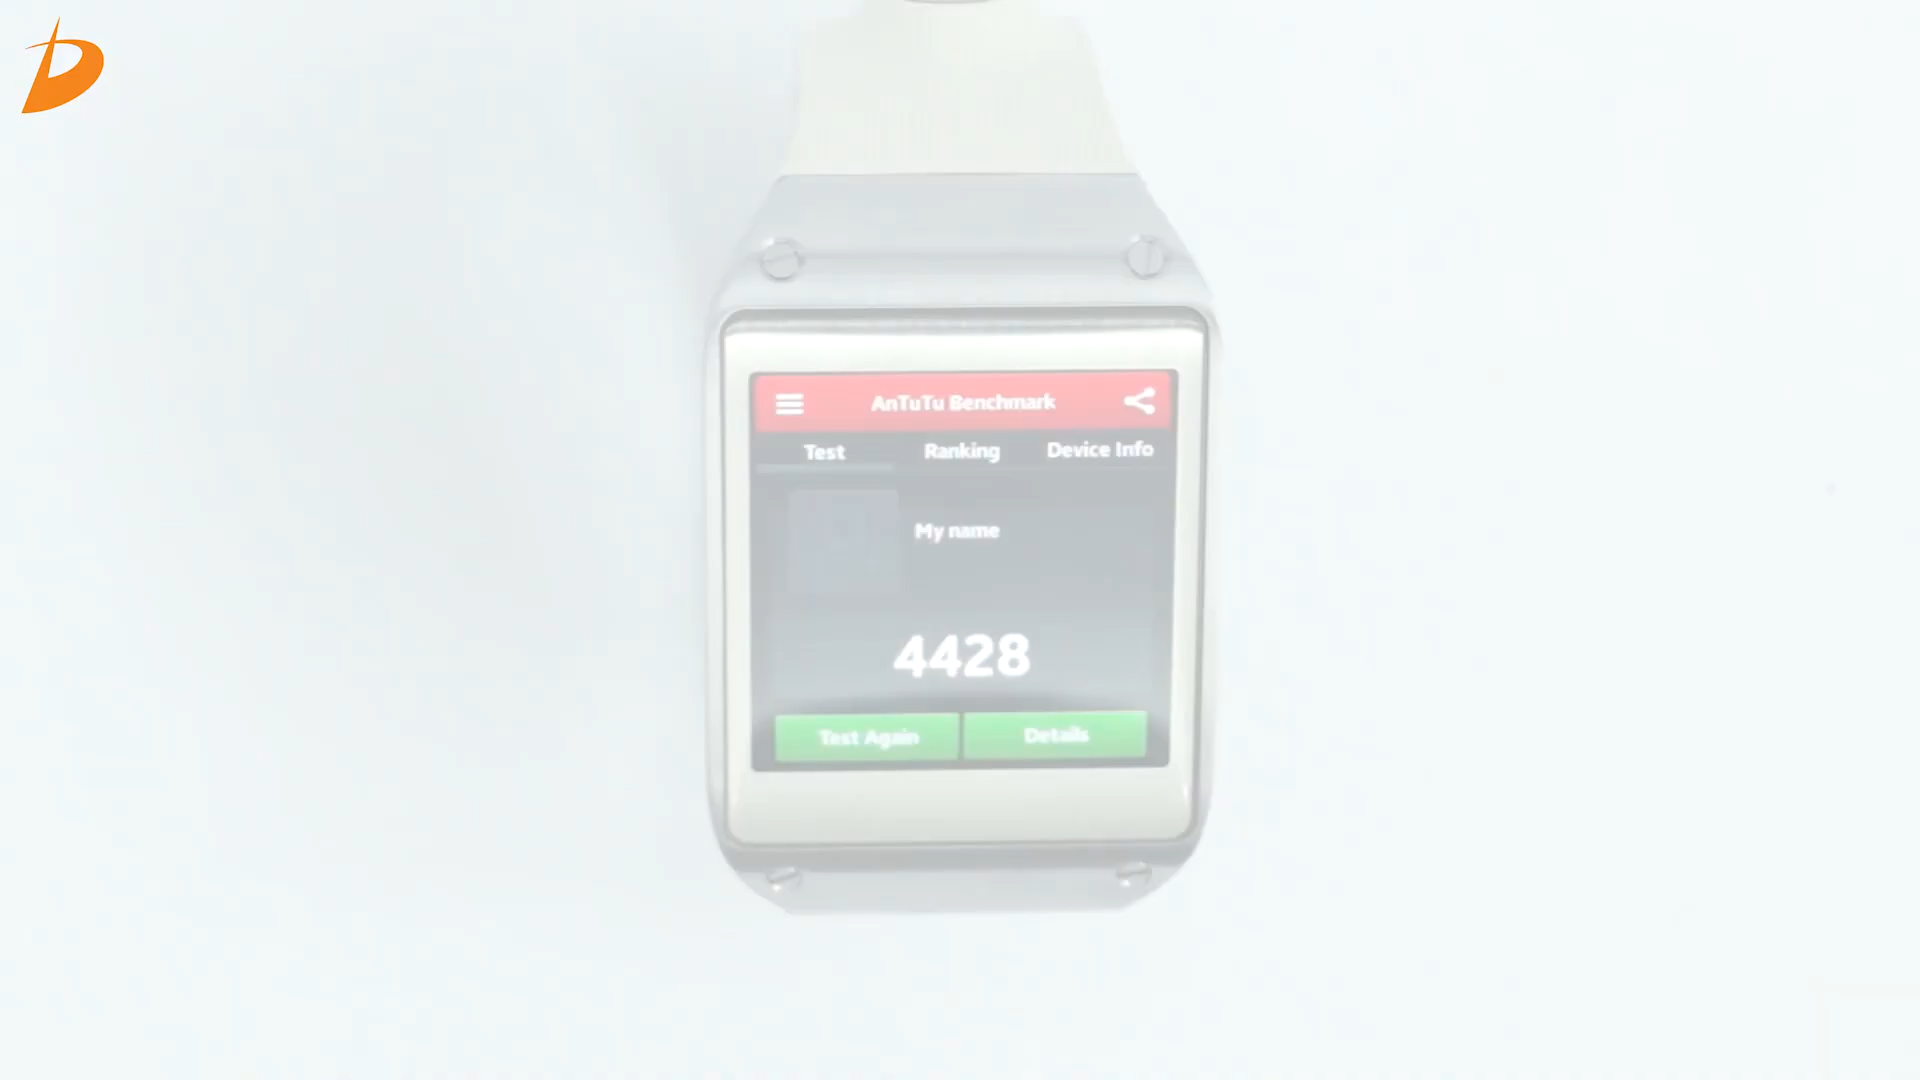 AnTuTu Benchmark
Test Ranking Device Info
My name
4428
Test Again Details